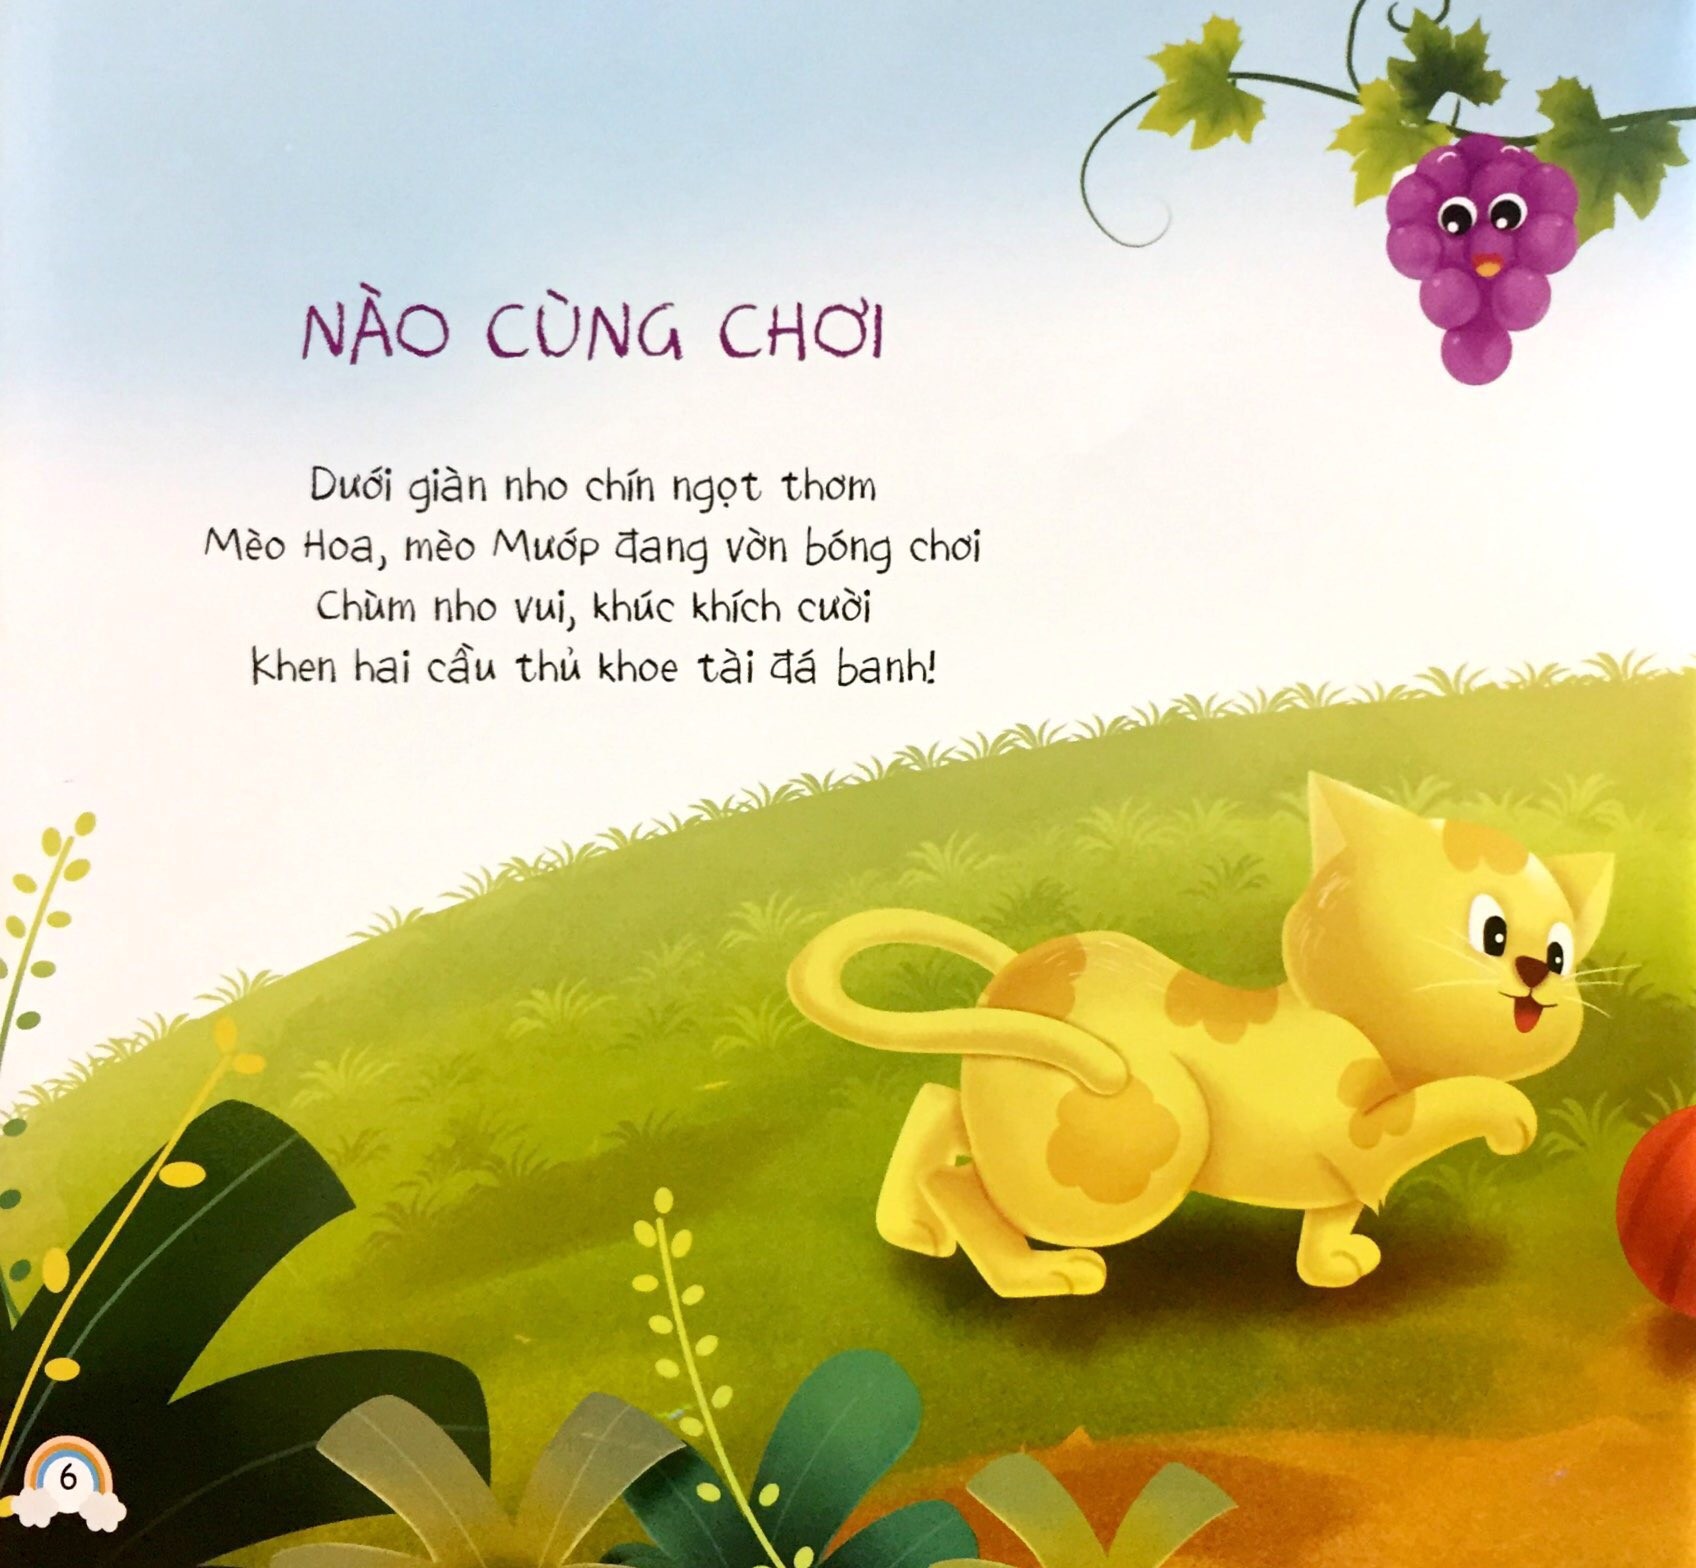 NÀO CÙNG CHƠI
Dưới giàn nho chín ngọt thơm
Mèo Hoa, mèo Mướp đang vờn bóng chơi
Chùm nho vui, khúc khích cười
Khen hai cầu thủ khoe tài đá banh!
6